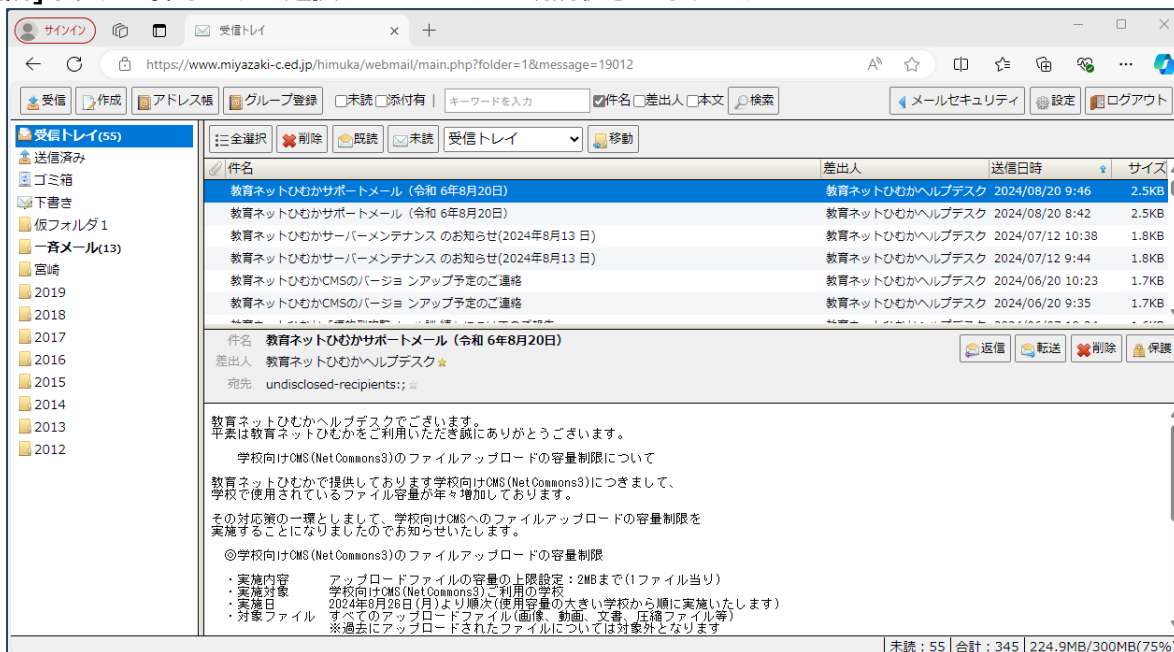 サインイン
受信トレイ
https://www.miyazaki-c.ed.jp/himuka/webmail/main.php?folder=1&message=19012
受信 作成 アドレス帳 グループ登録 未読 添付有 | キーワードを入力 件名 差出人 本文 検索 メールセキュリティ 設定 ログアウト
受信トレイ(55)
送信済み
ゴミ箱
下書き
仮フォルダ1
一斉メール(13)
宮崎
2019
2018
2017
2016
2015
2014
2013
2012
全選択 削除 既読 未読 受信トレイ 移動
件名 差出人 送信日時 サイズ
教育ネットひむかサポートメール（令和 6年8月20日） 教育ネットひむかヘルプデスク 2024/08/20 9:46 2.5KB
教育ネットひむかサポートメール（令和 6年8月20日） 教育ネットひむかヘルプデスク 2024/08/20 8:42 2.5KB
教育ネットひむかサーバーメンテナンス のお知らせ(2024年8月13 日) 教育ネットひむかヘルプデスク 2024/07/12 10:38 1.8KB
教育ネットひむかサーバーメンテナンス のお知らせ(2024年8月13 日) 教育ネットひむかヘルプデスク 2024/07/12 9:44 1.8KB
教育ネットひむかCMSのバージョ ンアップ予定のご連絡 教育ネットひむかヘルプデスク 2024/06/20 10:23 1.7KB
教育ネットひむかCMSのバージョ ンアップ予定のご連絡 教育ネットひむかヘルプデスク 2024/06/20 9:35 1.7KB
件名 教育ネットひむかサポートメール（令和 6年8月20日）
差出人 教育ネットひむかヘルプデスク
宛先 undisclosed-recipients:;
返信 転送 削除 保護
教育ネットひむかヘルプデスクでございます。
平素は教育ネットひむかをご利用いただき誠にありがとうございます。
学校向けCMS(NetCommons3)のファイルアップロードの容量制限について
教育ネットひむかで提供しております学校向けCMS(NetCommons3)につきまして、
学校で使用されているファイル容量が年々増加しております。
その対応策の一環としまして、学校向けCMSへのファイルアップロードの容量制限を
実施することになりましたのでお知らせいたします。
◎学校向けCMS(NetCommons3)のファイルアップロードの容量制限
・実施内容 アップロードファイルの容量の上限設定：2MBまで(1ファイル当り)
・実施対象 学校向けCMS(NetCommons3)ご利用の学校
・実施日 2024年8月26日(月)より順次(使用容量の大きい学校から順に実施いたします)
・対象ファイル すべてのアップロードファイル(画像、動画、文書、圧縮ファイル等)
※過去にアップロードされたファイルについては対象外となります
未読：55 合計：345 224.9MB/300MB(75%)